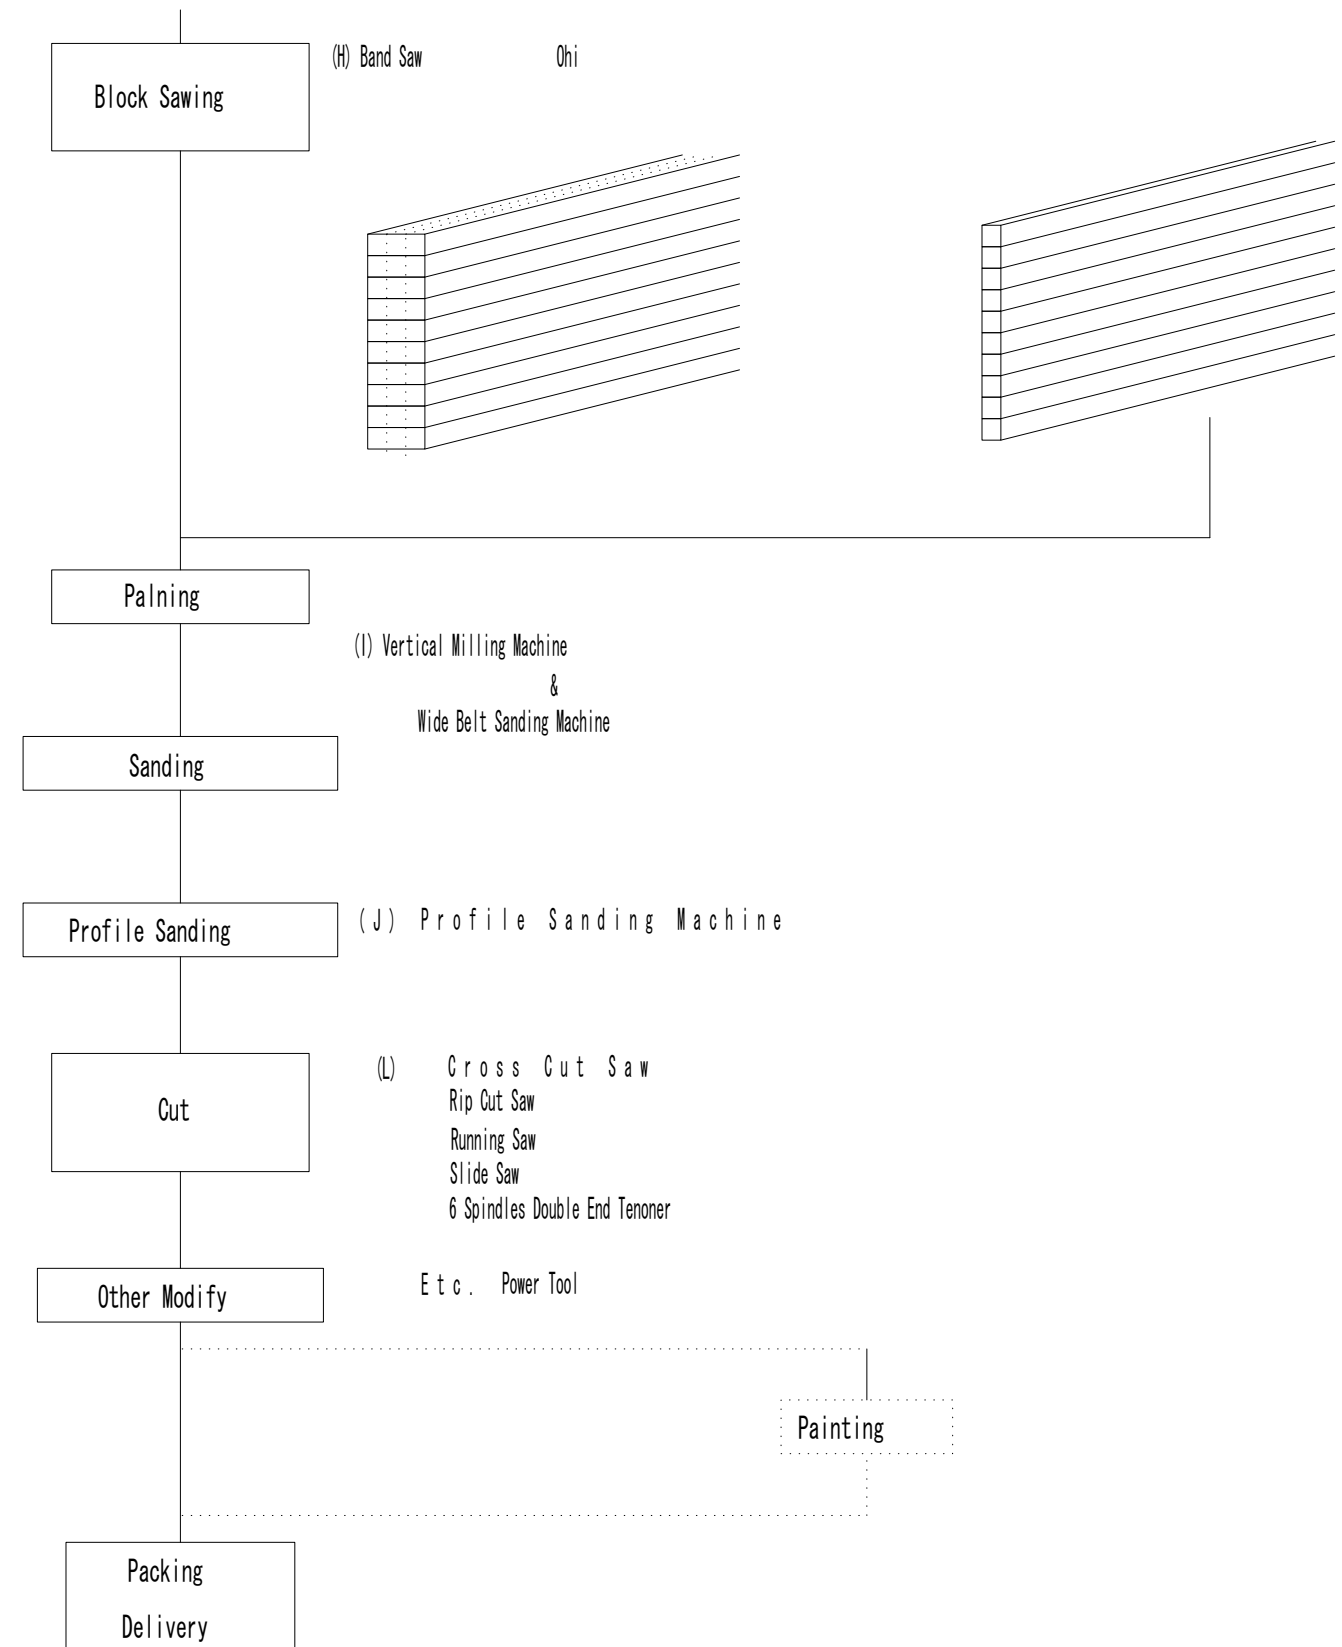 (H) Band Saw Ohi
Block Sawing
Palning
(I) Vertical Milling Machine
&
Wide Belt Sanding Machine
Sanding
Profile Sanding
(J) Profile Sanding Machine
(L) Cross Cut Saw
Rip Cut Saw
Cut
Running Saw
Slide Saw
6 Spindles Double End Tenoner
Other Modify
Etc. Power Tool
Painting
Packing
Delivery